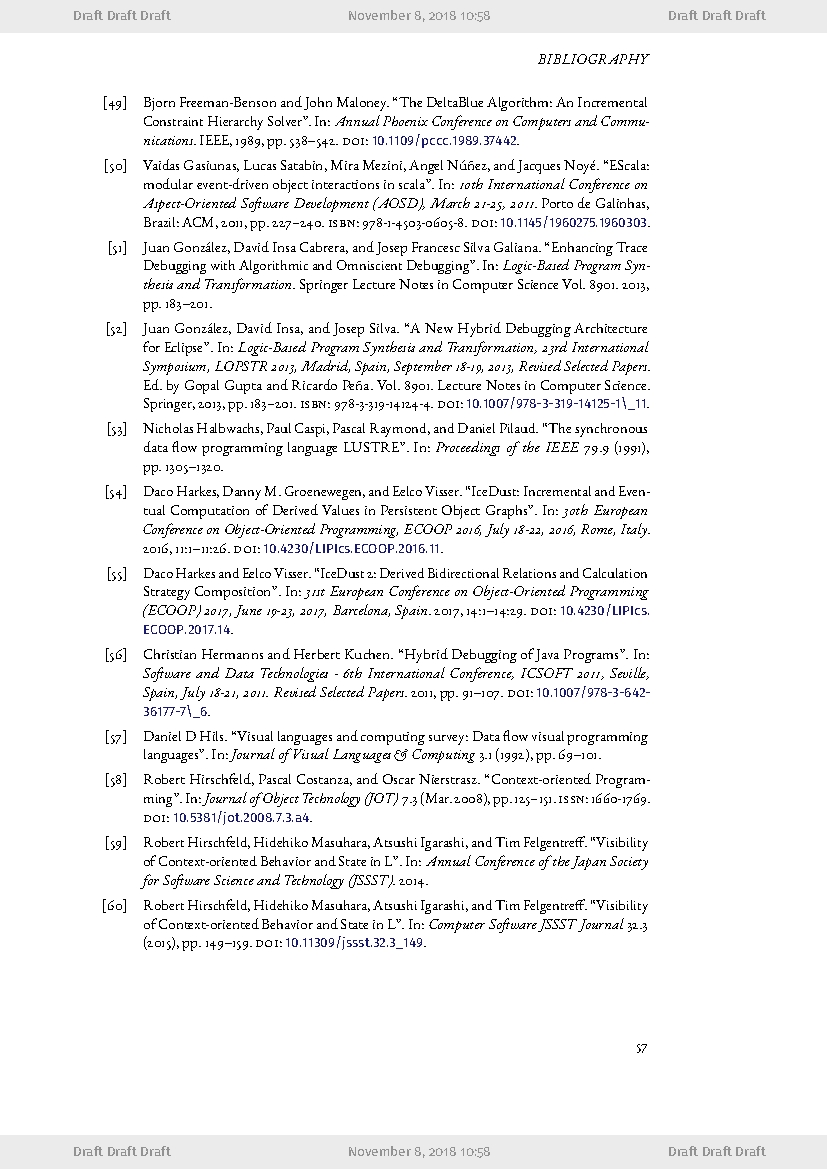 Draft Draft Draft November 8, 2018 10:58 Draft Draft Draft
BIBLIOGRAPHY
[49] Bjorn Freeman-Benson and John Maloney. “The DeltaBlue Algorithm: An Incremental
Constraint Hierarchy Solver”. In: Annual Phoenix Conference on Computers and Commu-
nications. IEEE, 1989, pp. 538–542. DOI: 10.1109/pccc.1989.37442.
[50] Vaidas Gasiunas, Lucas Satabin, Mira Mezini, Angel Núñez, and Jacques Noyé. “EScala:
modular event-driven object interactions in scala”. In: 10th International Conference on
Aspect-Oriented Software Development (AOSD), March 21-25, 2011. Porto de Galinhas,
Brazil: ACM, 2011, pp. 227–240. ISBN: 978-1-4503-0605-8. DOI: 10.1145/1960275.1960303.
[51] Juan González, David Insa Cabrera, and Josep Francesc Silva Galiana. “Enhancing Trace
Debugging with Algorithmic and Omniscient Debugging”. In: Logic-Based Program Syn-
thesis and Transformation. Springer Lecture Notes in Computer Science Vol. 8901. 2013,
pp. 183–201.
[52] Juan González, David Insa, and Josep Silva. “A New Hybrid Debugging Architecture
for Eclipse”. In: Logic-Based Program Synthesis and Transformation, 23rd International
Symposium, LOPSTR 2013, Madrid, Spain, September 18-19, 2013, Revised Selected Papers.
Ed. by Gopal Gupta and Ricardo Peña. Vol. 8901. Lecture Notes in Computer Science.
Springer, 2013, pp. 183–201. ISBN: 978-3-319-14124-4. DOI: 10.1007/978-3-319-14125-1\_11.
[53] Nicholas Halbwachs, Paul Caspi, Pascal Raymond, and Daniel Pilaud. “The synchronous
data flow programming language LUSTRE”. In: Proceedings of the IEEE 79.9 (1991),
pp. 1305–1320.
[54] Daco Harkes, Danny M. Groenewegen, and Eelco Visser. “IceDust: Incremental and Even-
tual Computation of Derived Values in Persistent Object Graphs”. In: 30th European
Conference on Object-Oriented Programming, ECOOP 2016, July 18-22, 2016, Rome, Italy.
2016, 11:1–11:26. DOI: 10.4230/LIPIcs.ECOOP.2016.11.
[55] Daco Harkes and Eelco Visser. “IceDust 2: Derived Bidirectional Relations and Calculation
Strategy Composition”. In: 31st European Conference on Object-Oriented Programming
(ECOOP) 2017, June 19-23, 2017, Barcelona, Spain. 2017, 14:1–14:29. DOI: 10.4230/LIPIcs.
ECOOP.2017.14.
[56] Christian Hermanns and Herbert Kuchen. “Hybrid Debugging of Java Programs”. In:
Software and Data Technologies - 6th International Conference, ICSOFT 2011, Seville,
Spain, July 18-21, 2011. Revised Selected Papers. 2011, pp. 91–107. DOI: 10.1007/978-3-642-
36177-7\_6.
[57] Daniel D Hils. “Visual languages and computing survey: Data flow visual programming
languages”. In: Journal of Visual Languages & Computing 3.1 (1992), pp. 69–101.
[58] Robert Hirschfeld, Pascal Costanza, and Oscar Nierstrasz. “Context-oriented Program-
ming”. In: Journal of Object Technology (JOT) 7.3 (Mar. 2008), pp. 125–151. ISSN: 1660-1769.
DOI: 10.5381/jot.2008.7.3.a4.
[59] Robert Hirschfeld, Hidehiko Masuhara, Atsushi Igarashi, and Tim Felgentreff. “Visibility
of Context-oriented Behavior and State in L”. In: Annual Conference of the Japan Society
for Software Science and Technology (JSSST). 2014.
[60] Robert Hirschfeld, Hidehiko Masuhara, Atsushi Igarashi, and Tim Felgentreff. “Visibility
of Context-oriented Behavior and State in L”. In: Computer Software JSSST Journal 32.3
(2015), pp. 149–159. DOI: 10.11309/jssst.32.3_149.
57
Draft Draft Draft November 8, 2018 10:58 Draft Draft Draft